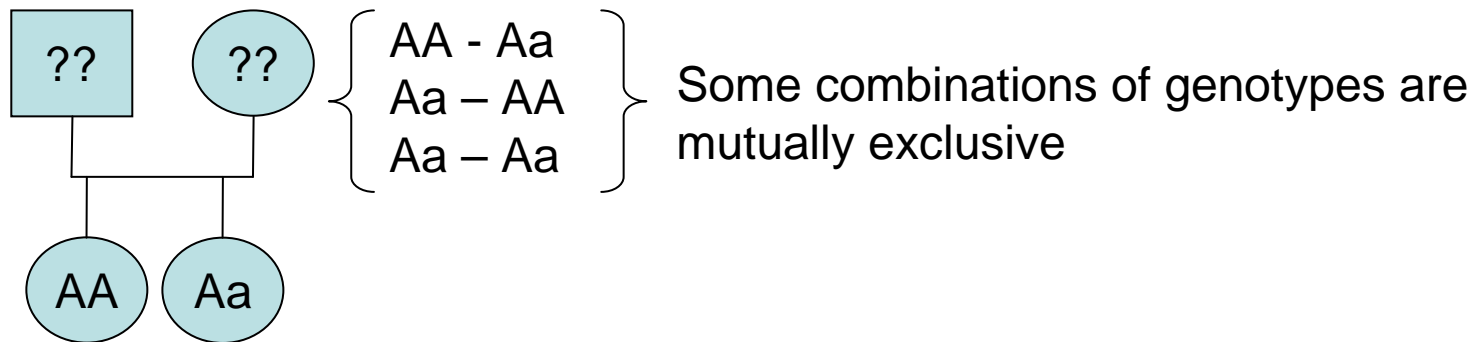 ??
??
AA - Aa
Aa – AA
Aa – Aa
Some combinations of genotypes are
mutually exclusive
AA
Aa